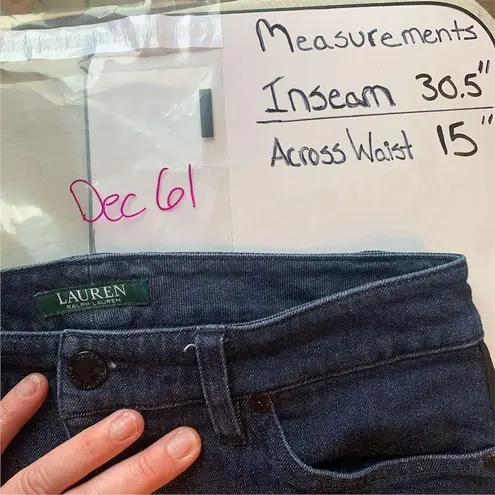 Measurements
Inseam 30.5"
Across Waist 15"
Dec 61
LAUREN
RALPH LAUREN